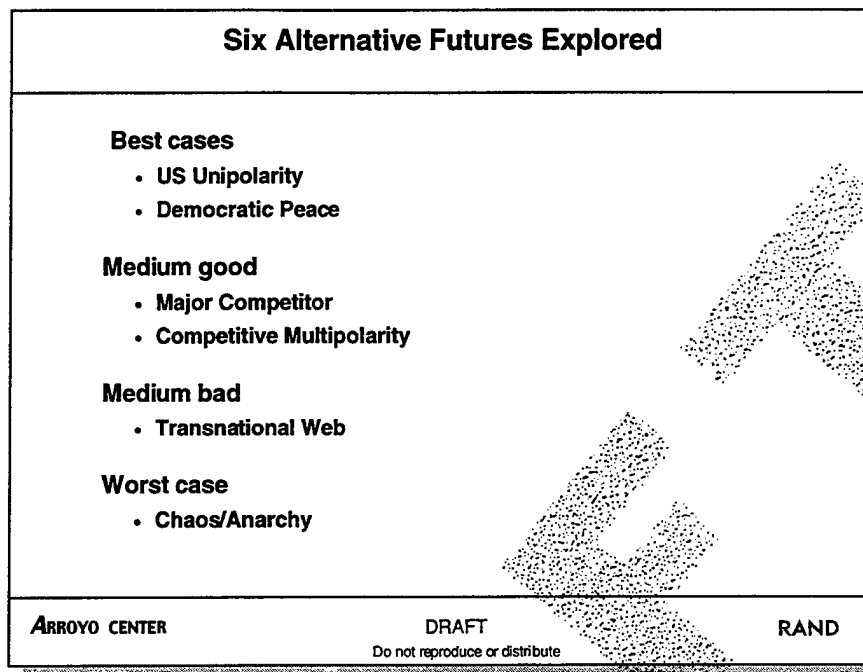 Six Alternative Futures Explored
Best cases
• US Unipolarity
• Democratic Peace
Medium good
• Major Competitor
• Competitive Multipolarity
Medium bad
• Transnational Web
Worst case
• Chaos/Anarchy
ARROYO CENTER
DRAFT
RAND
Do not reproduce or distribute